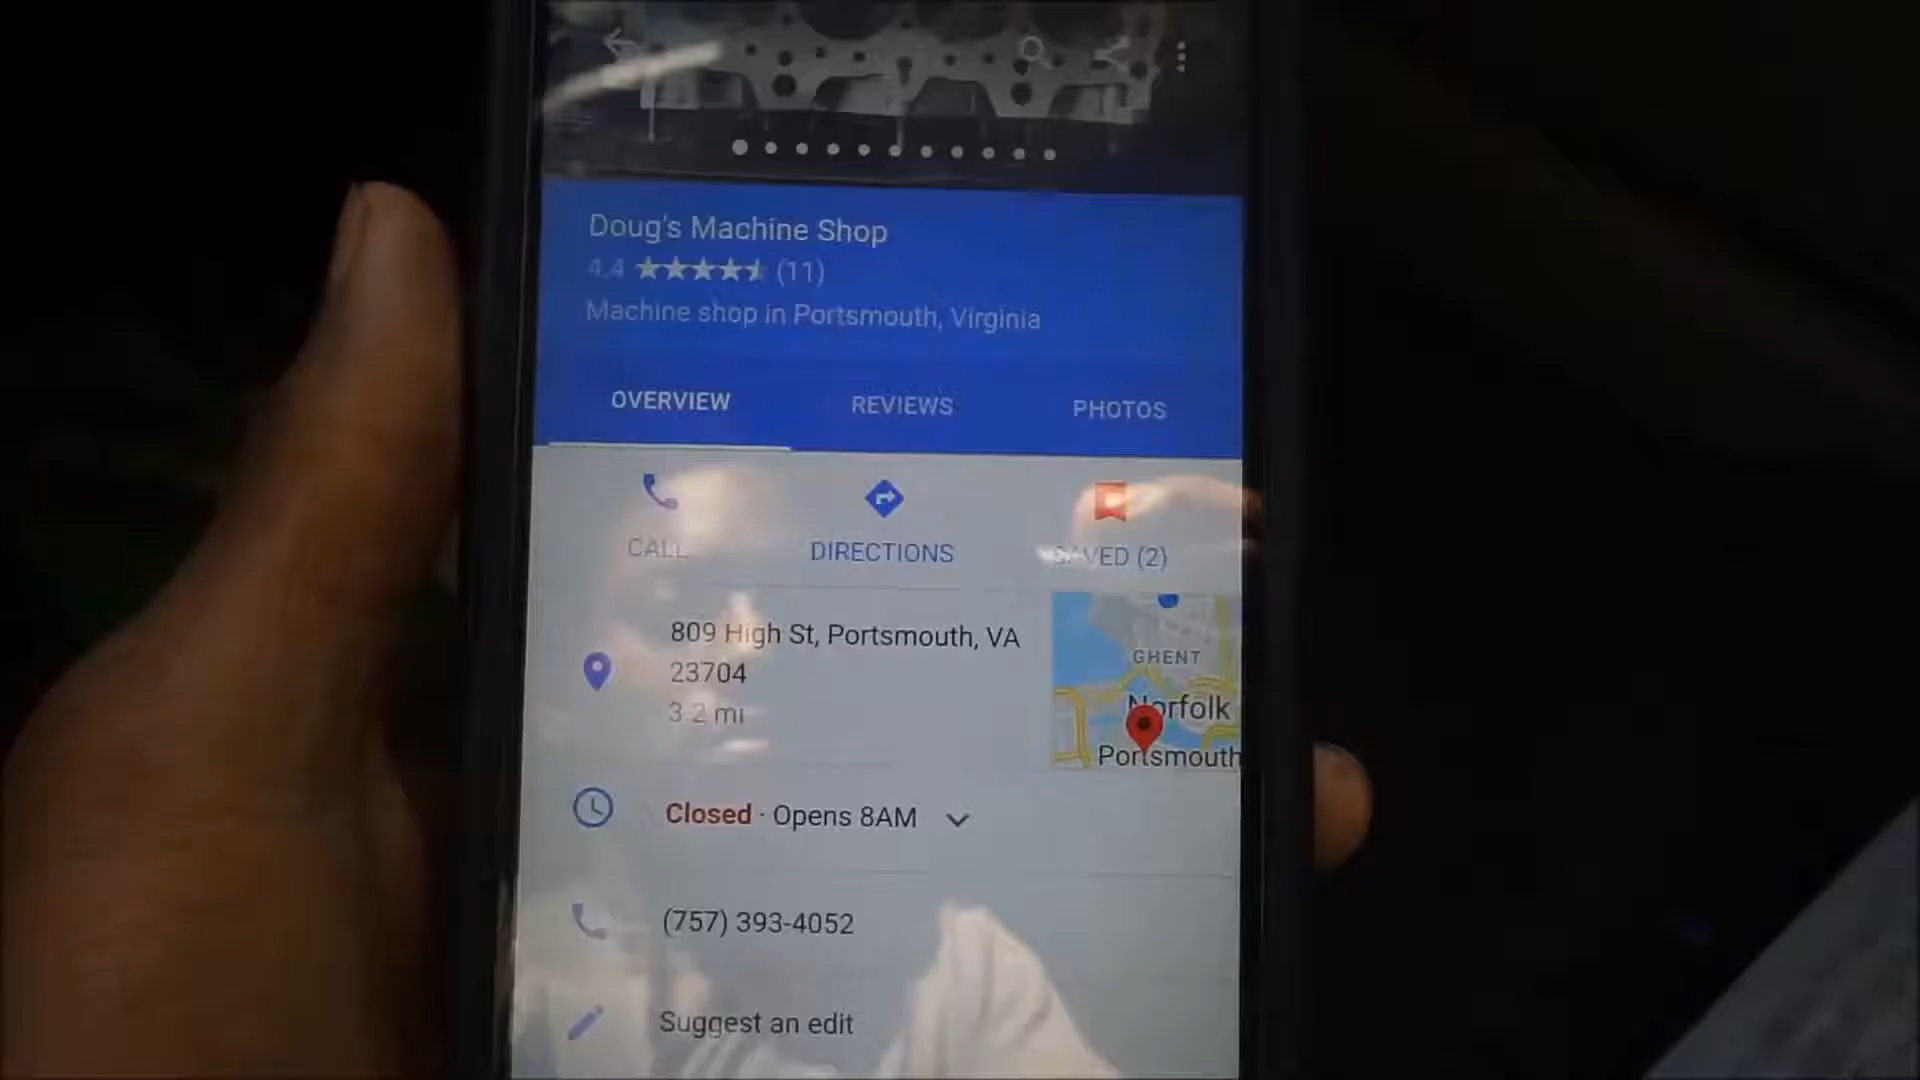 Doug's Machine Shop
4.4 (11)
Machine shop in Portsmouth, Virginia
OVERVIEW REVIEWS PHOTOS
CALL DIRECTIONS SAVED (2)
809 High St, Portsmouth, VA
23704
3.2 mi
GHENT
Norfolk
Portsmouth
Closed · Opens 8AM
(757) 393-4052
Suggest an edit